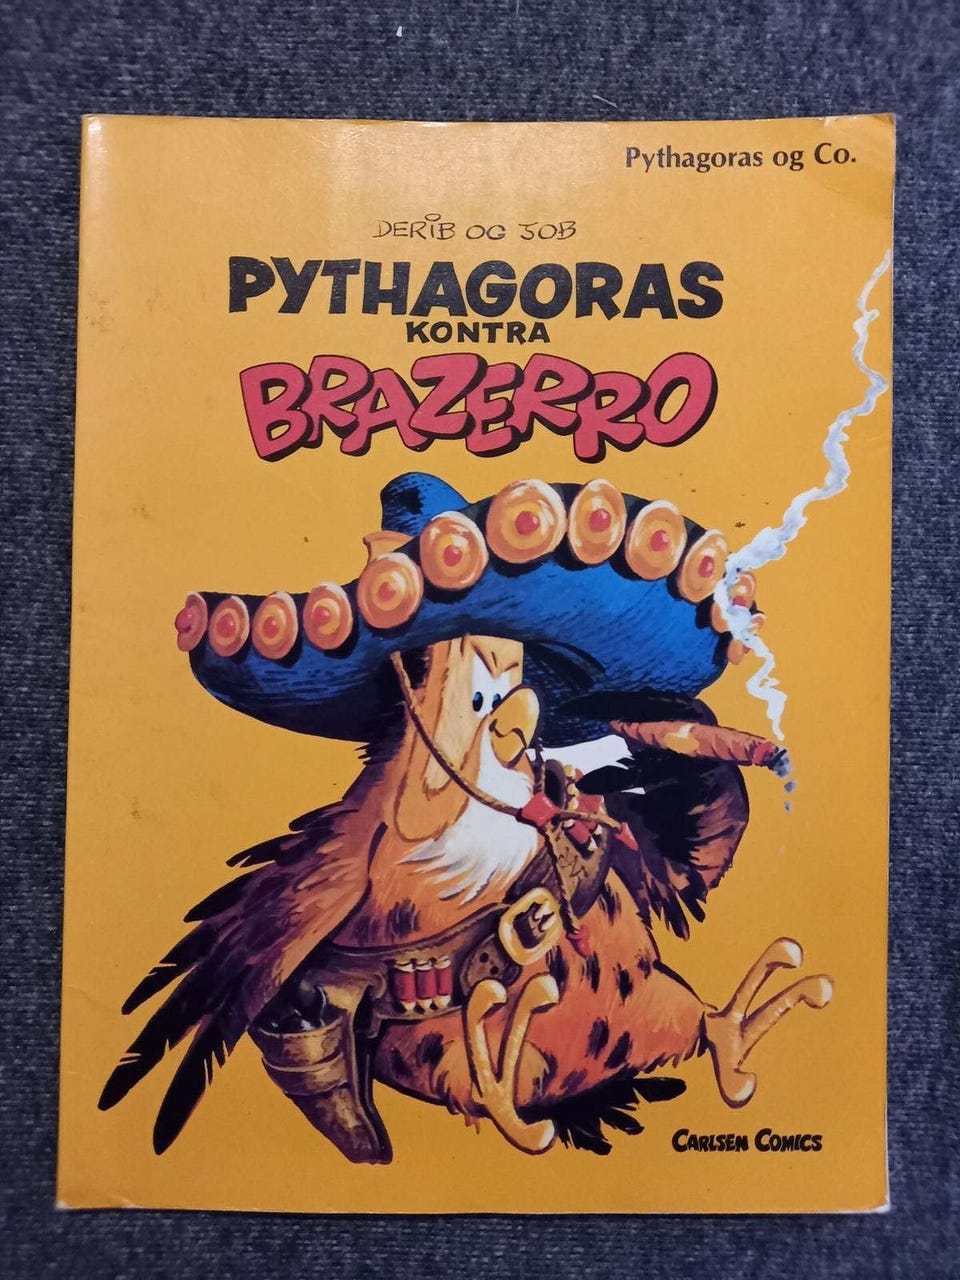 Pythagoras og Co.
DERIB OG JOB
PYTHAGORAS
KONTRA
BRAZERRO
CARLSEN COMICS